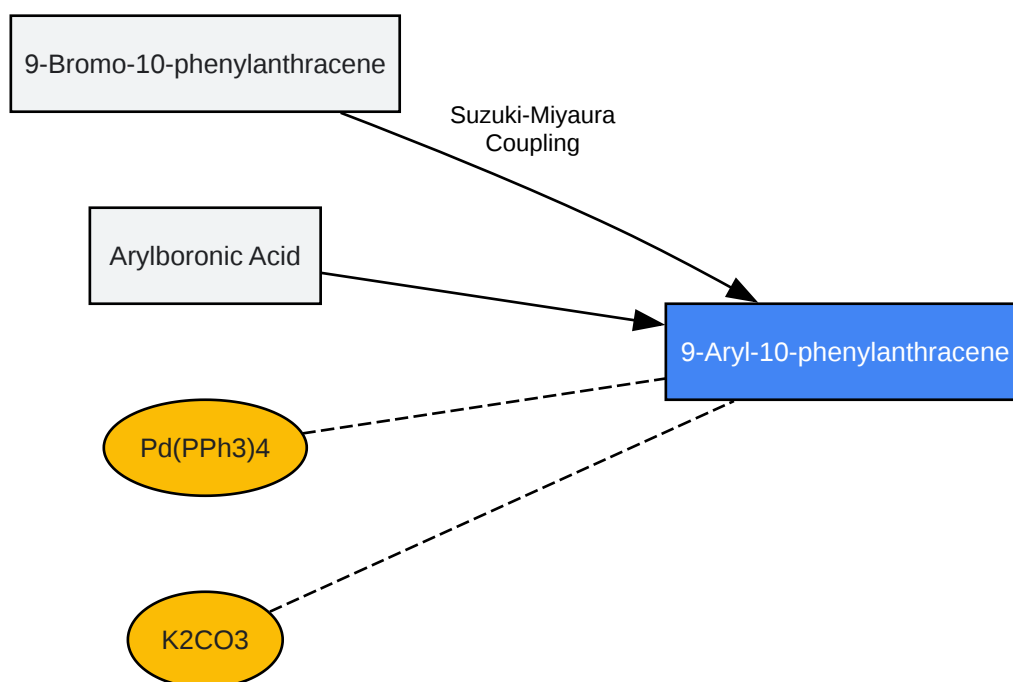 9-Bromo-10-phenylanthracene
Suzuki-Miyaura
Coupling
Arylboronic Acid
9-Aryl-10-phenylanthracene
Pd(PPh3)4
K2CO3